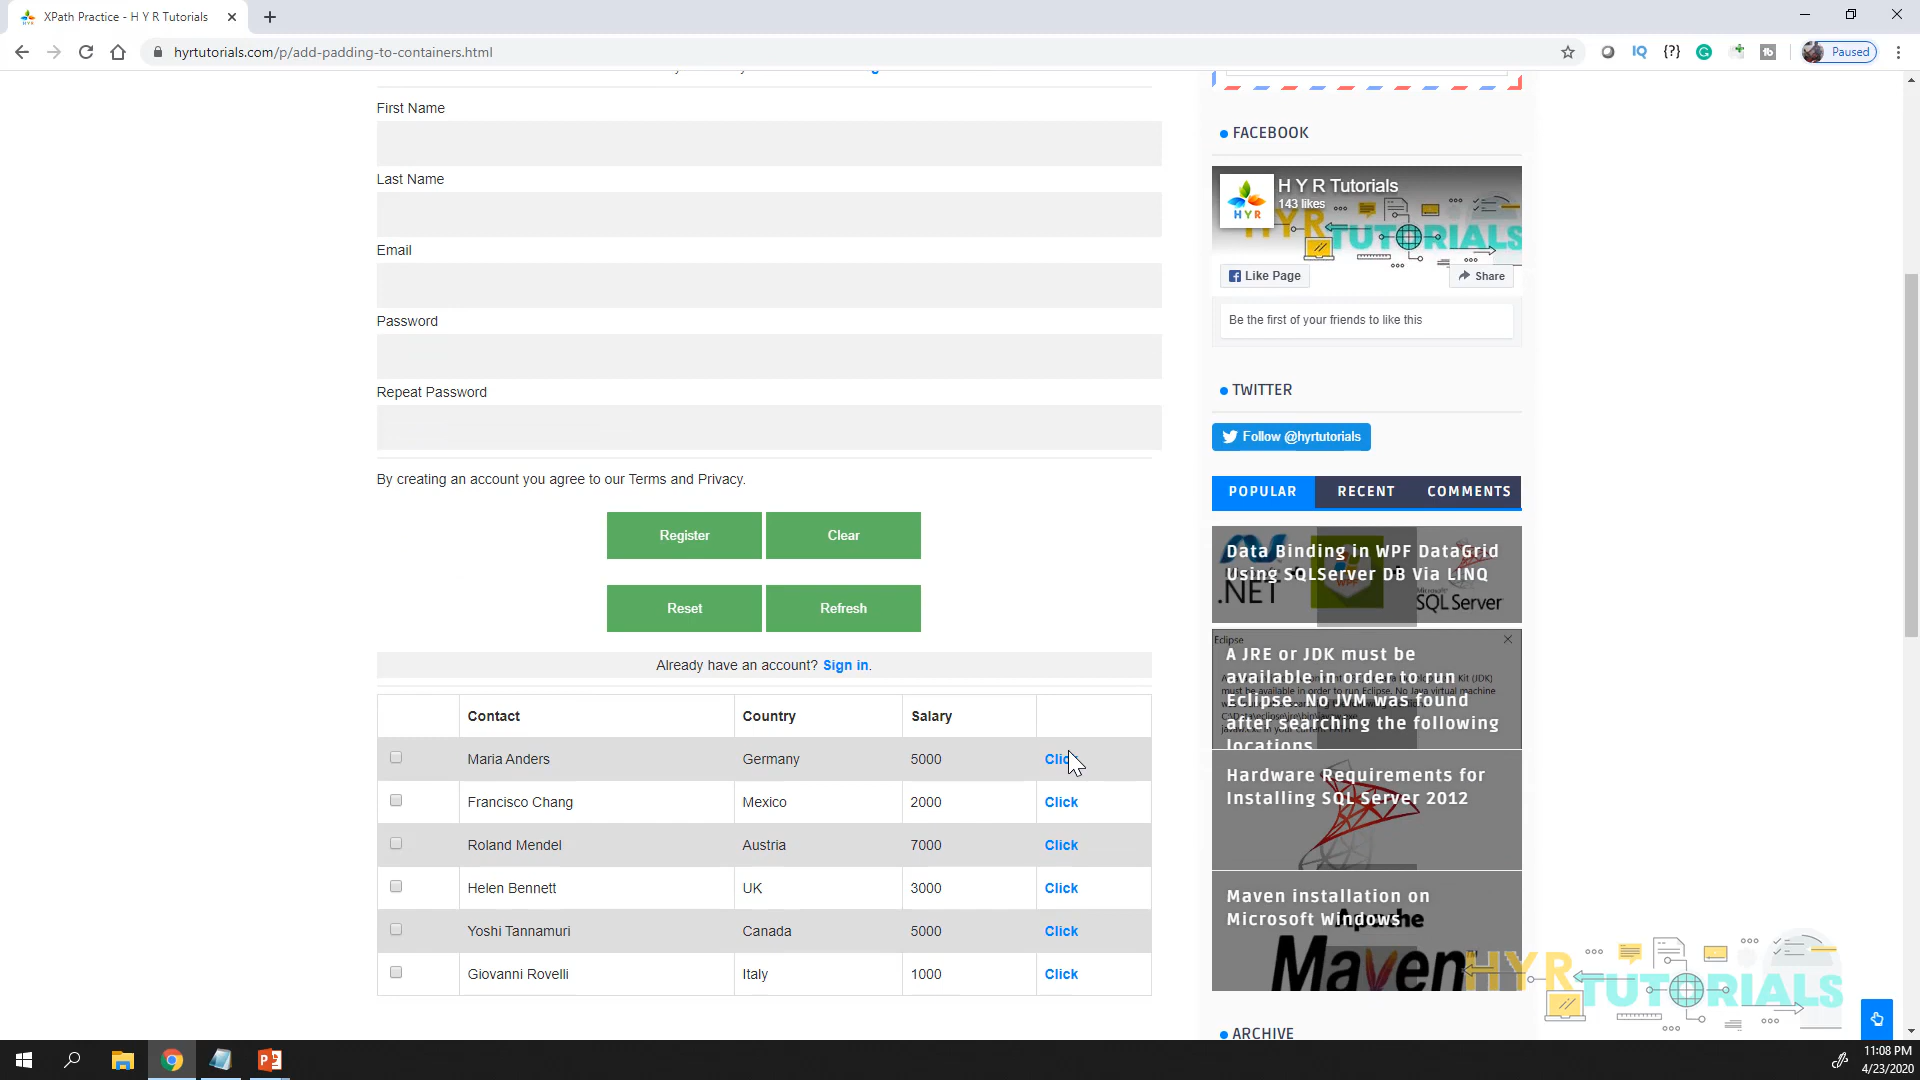 XPath Practice - H Y R Tutorials
hyrtutorials.com/p/add-padding-to-containers.html
Paused
First Name
Last Name
Email
Password
Repeat Password
By creating an account you agree to our Terms and Privacy.
Register
Clear
Reset
Refresh
Already have an account? Sign in.
Contact Country Salary
Maria Anders Germany 5000 Click
Francisco Chang Mexico 2000 Click
Roland Mendel Austria 7000 Click
Helen Bennett UK 3000 Click
Yoshi Tannamuri Canada 5000 Click
Giovanni Rovelli Italy 1000 Click
FACEBOOK
H Y R Tutorials
143 likes
HYR
HYR TUTORIALS
Like Page
Share
Be the first of your friends to like this
TWITTER
Follow @hyrtutorials
POPULAR RECENT COMMENTS
Data Binding in WPF DataGrid
Using SQLServer DB Via LINQ
.NET
Microsoft
SQL Server
Eclipse
A JRE or JDK must be
available in order to run
Eclipse. No JVM was found
after searching the following
locations
Hardware Requirements for
Installing SQL Server 2012
Maven installation on
Microsoft Windows
Apache
Maven
HYR
TUTORIALS
ARCHIVE
11:08 PM
4/23/2020